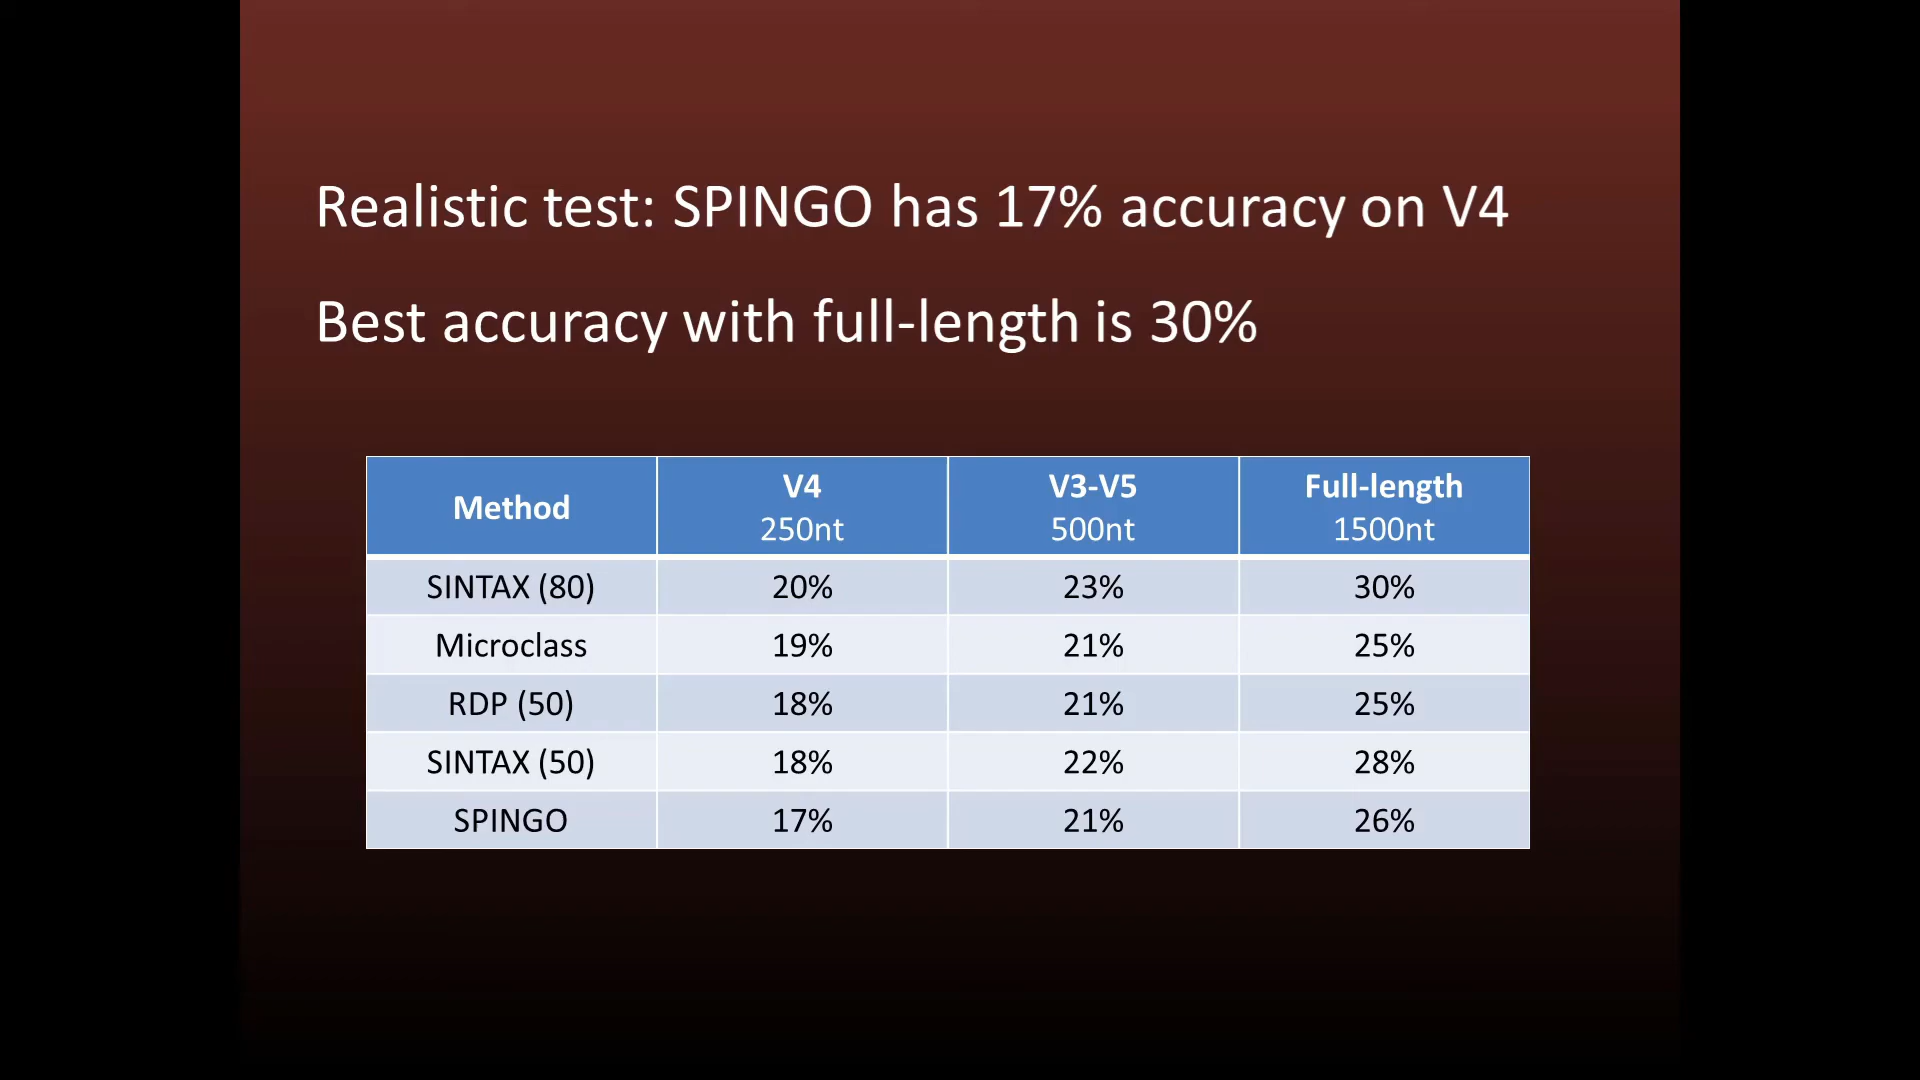 Realistic test: SPINGO has 17% accuracy on V4
Best accuracy with full-length is 30%
Method V4 V3-V5 Full-length
250nt 500nt 1500nt
SINTAX (80) 20% 23% 30%
Microclass 19% 21% 25%
RDP (50) 18% 21% 25%
SINTAX (50) 18% 22% 28%
SPINGO 17% 21% 26%